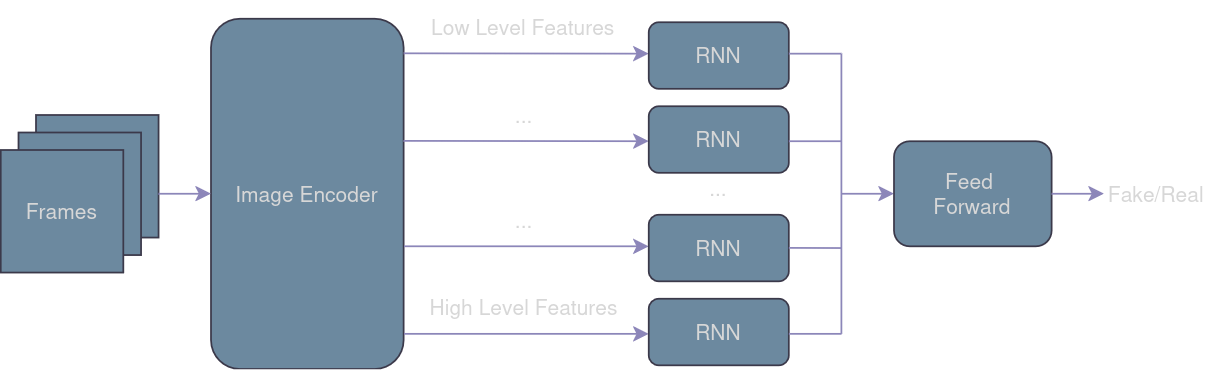 Low Level Features
RNN
...
RNN
...
Frames
Image Encoder
Feed
Forward
Fake/Real
...
RNN
High Level Features
RNN